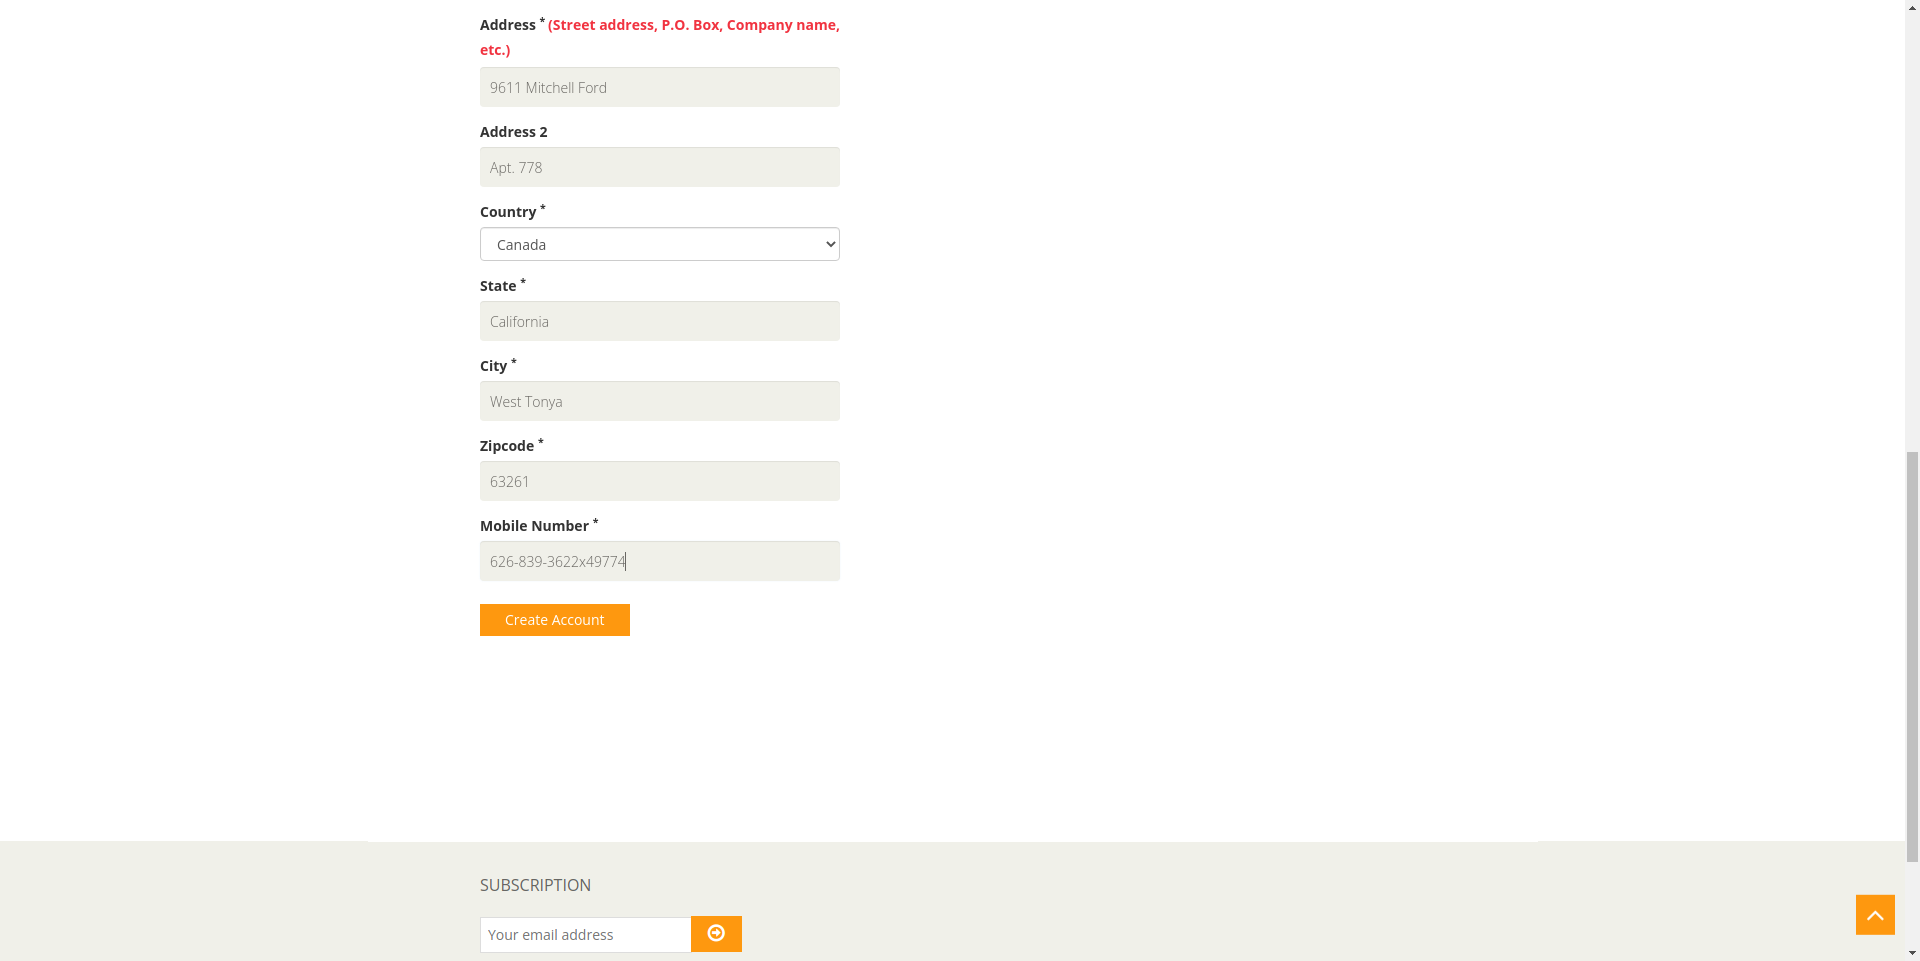 Address * (Street address, P.O. Box, Company name,
etc.)
9611 Mitchell Ford
Address 2
Apt. 778
Country *
Canada
State *
California
City *
West Tonya
Zipcode *
63261
Mobile Number *
626-839-3622x49774
Create Account
SUBSCRIPTION
Your email address